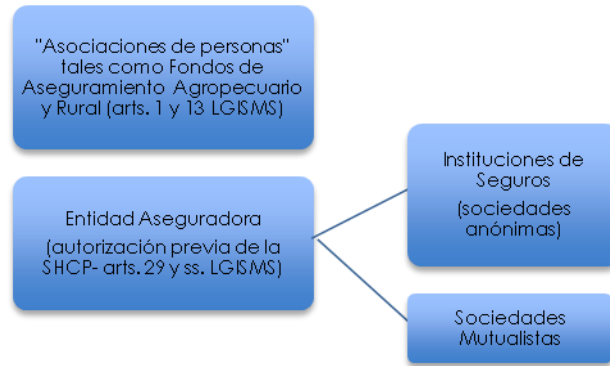 "Asociaciones de personas"
tales como Fondos de
Aseguramiento Agropecuario
y Rural (arts. 1 y 13 LGISMS)
Entidad Aseguradora
(autorización previa de la
SHCP- arts. 29 y ss. LGISMS)
Instituciones de
Seguros
(sociedades
anónimas)
Sociedades
Mutualistas